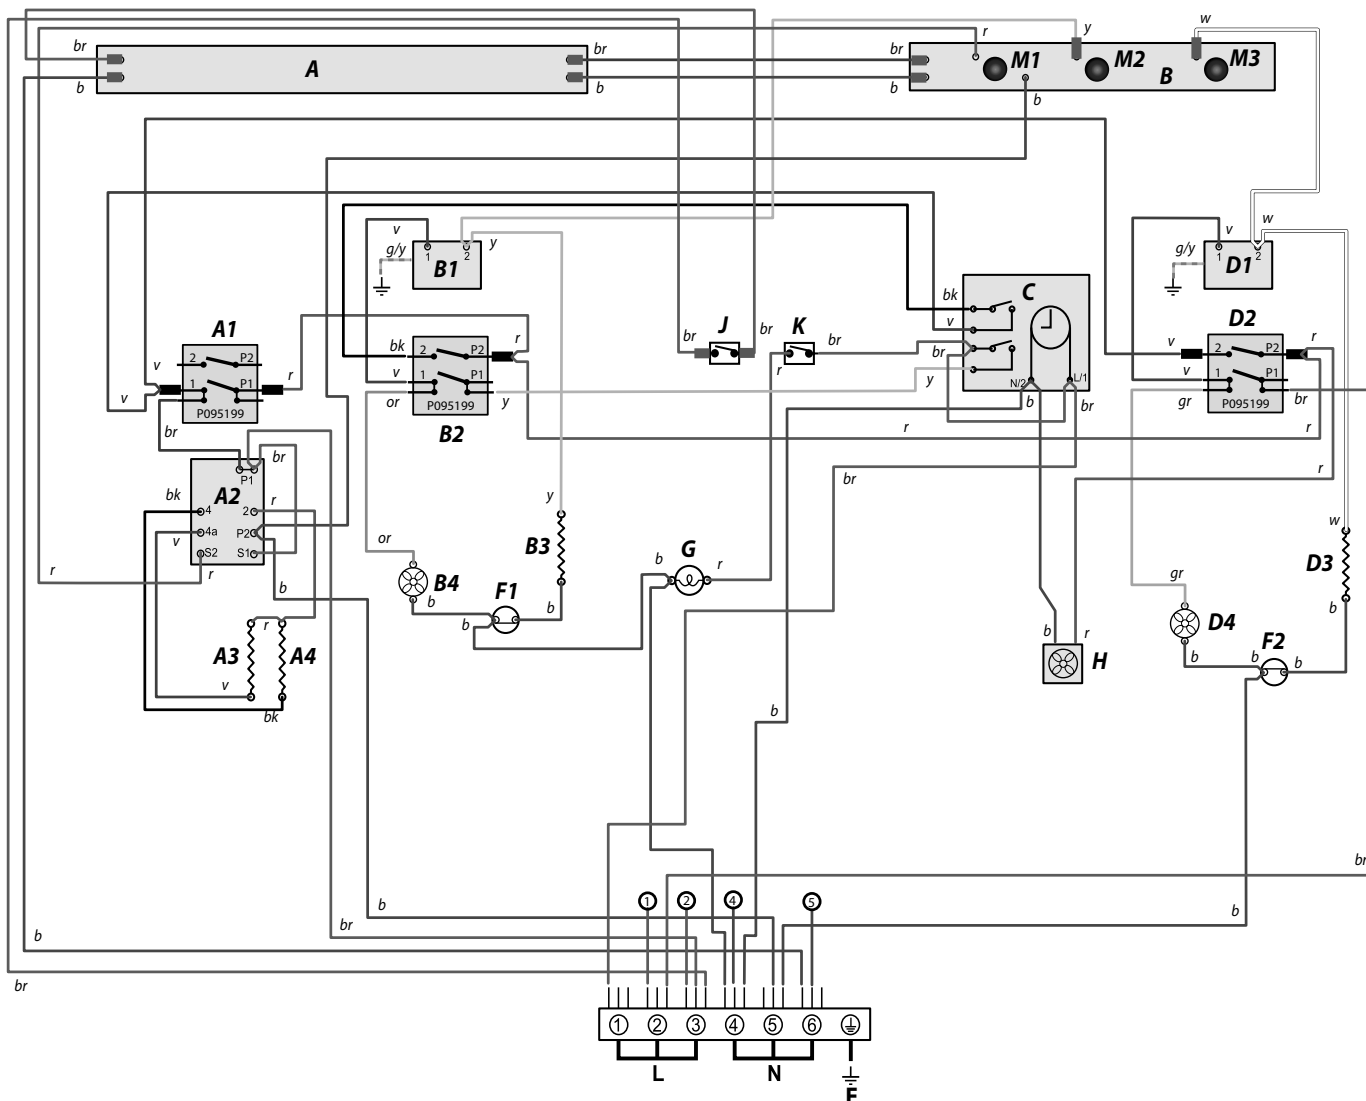 r
y
w
br
A
br
br
M1
M2
M3
B
b
b
b
b
v
g/y
1
2
y
B1
w
v
g/y
1
2
D1
C
bk
v
br
y
N/2
L/1
b
br
A1
2
P2
v
1
P1
r
v
P095199
br
bk
2
P2
r
v
1
P1
or
P095199
y
B2
J
br
br
K
r
br
D2
v
2
P2
r
v
1
P1
gr
P095199
br
r
r
br
r
br
P1
A2
bk
4
2
r
4a
P2
v
S2
S1
r
r
b
y
or
B3
B4
b
F1
b
b
G
b
r
w
D3
gr
D4
b
b
F2
b
b
b
r
H
A3
r
A4
v
bk
b
b
br
b
b
br
br
1
2
4
5
1
2
3
4
5
6
L
N
E